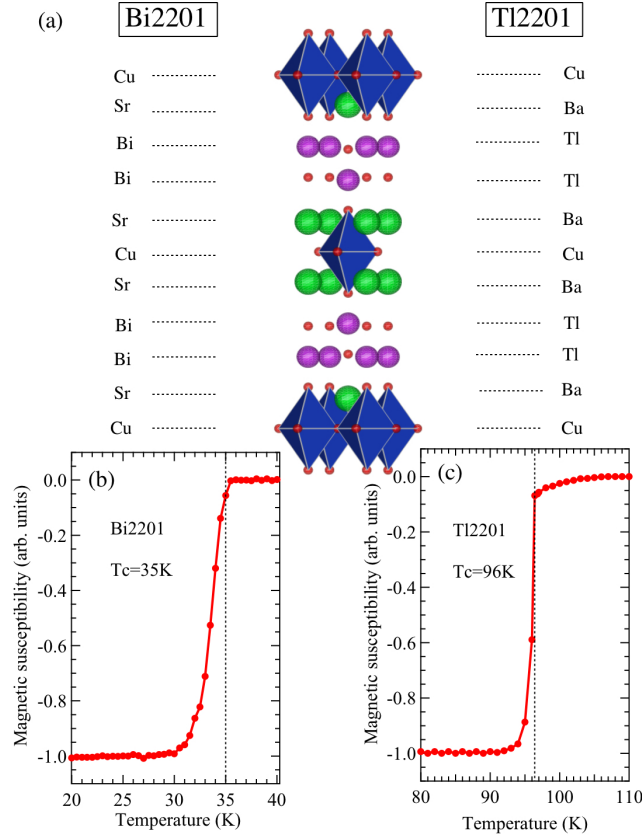 (a)
Bi2201
Tl2201
Cu
Cu
Sr
Ba
Bi
Tl
Bi
Tl
Sr
Ba
Cu
Cu
Sr
Ba
Bi
Tl
Bi
Tl
Sr
Ba
Cu
Cu
(b)
Bi2201
Tc=35K
Magnetic susceptibility (arb. units)
0.0
-0.2
-0.4
-0.6
-0.8
-1.0
20 25 30 35 40
Temperature (K)
(c)
Tl2201
Tc=96K
Magnetic susceptibility (arb. units)
0.0
-0.2
-0.4
-0.6
-0.8
-1.0
80 90 100 110
Temperature (K)